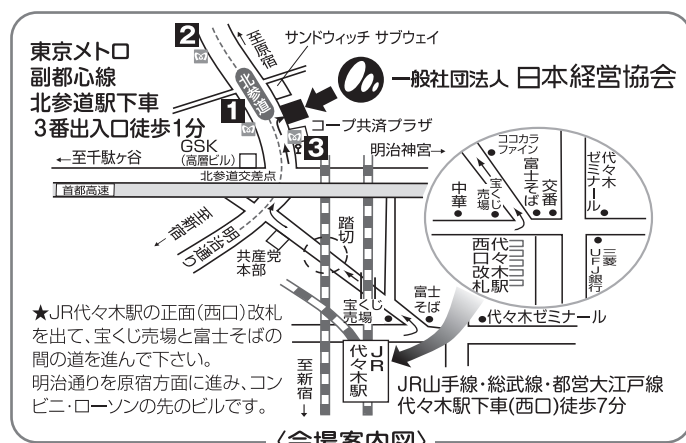 東京メトロ
副都心線
北参道駅下車
3番出入口徒歩1分
2
至原宿
サンドウィッチ サブウェイ
北参道
一般社団法人 日本経営協会
1
3
コープ共済プラザ
GSK
(高層ビル)
←至千駄ヶ谷
明治神宮→
北参道交差点
首都高速
至新宿
明治通り
共産党
本部
踏切
宝くじ
売場
富士
そば
代々木ゼミナール
JR
代々木駅
至新宿
ココカラ
ファイン
中華
宝くじ
売場
富士そば
交番
代々木
ゼミナール
代々木駅
西口改札
三菱
UFJ銀行
★JR代々木駅の正面(西口)改札
を出て、宝くじ売場と富士そばの
間の道を進んで下さい。
明治通りを原宿方面に進み、コン
ビニ・ローソンの先のビルです。
JR山手線・総武線・都営大江戸線
代々木駅下車(西口)徒歩7分
〈会場案内図〉